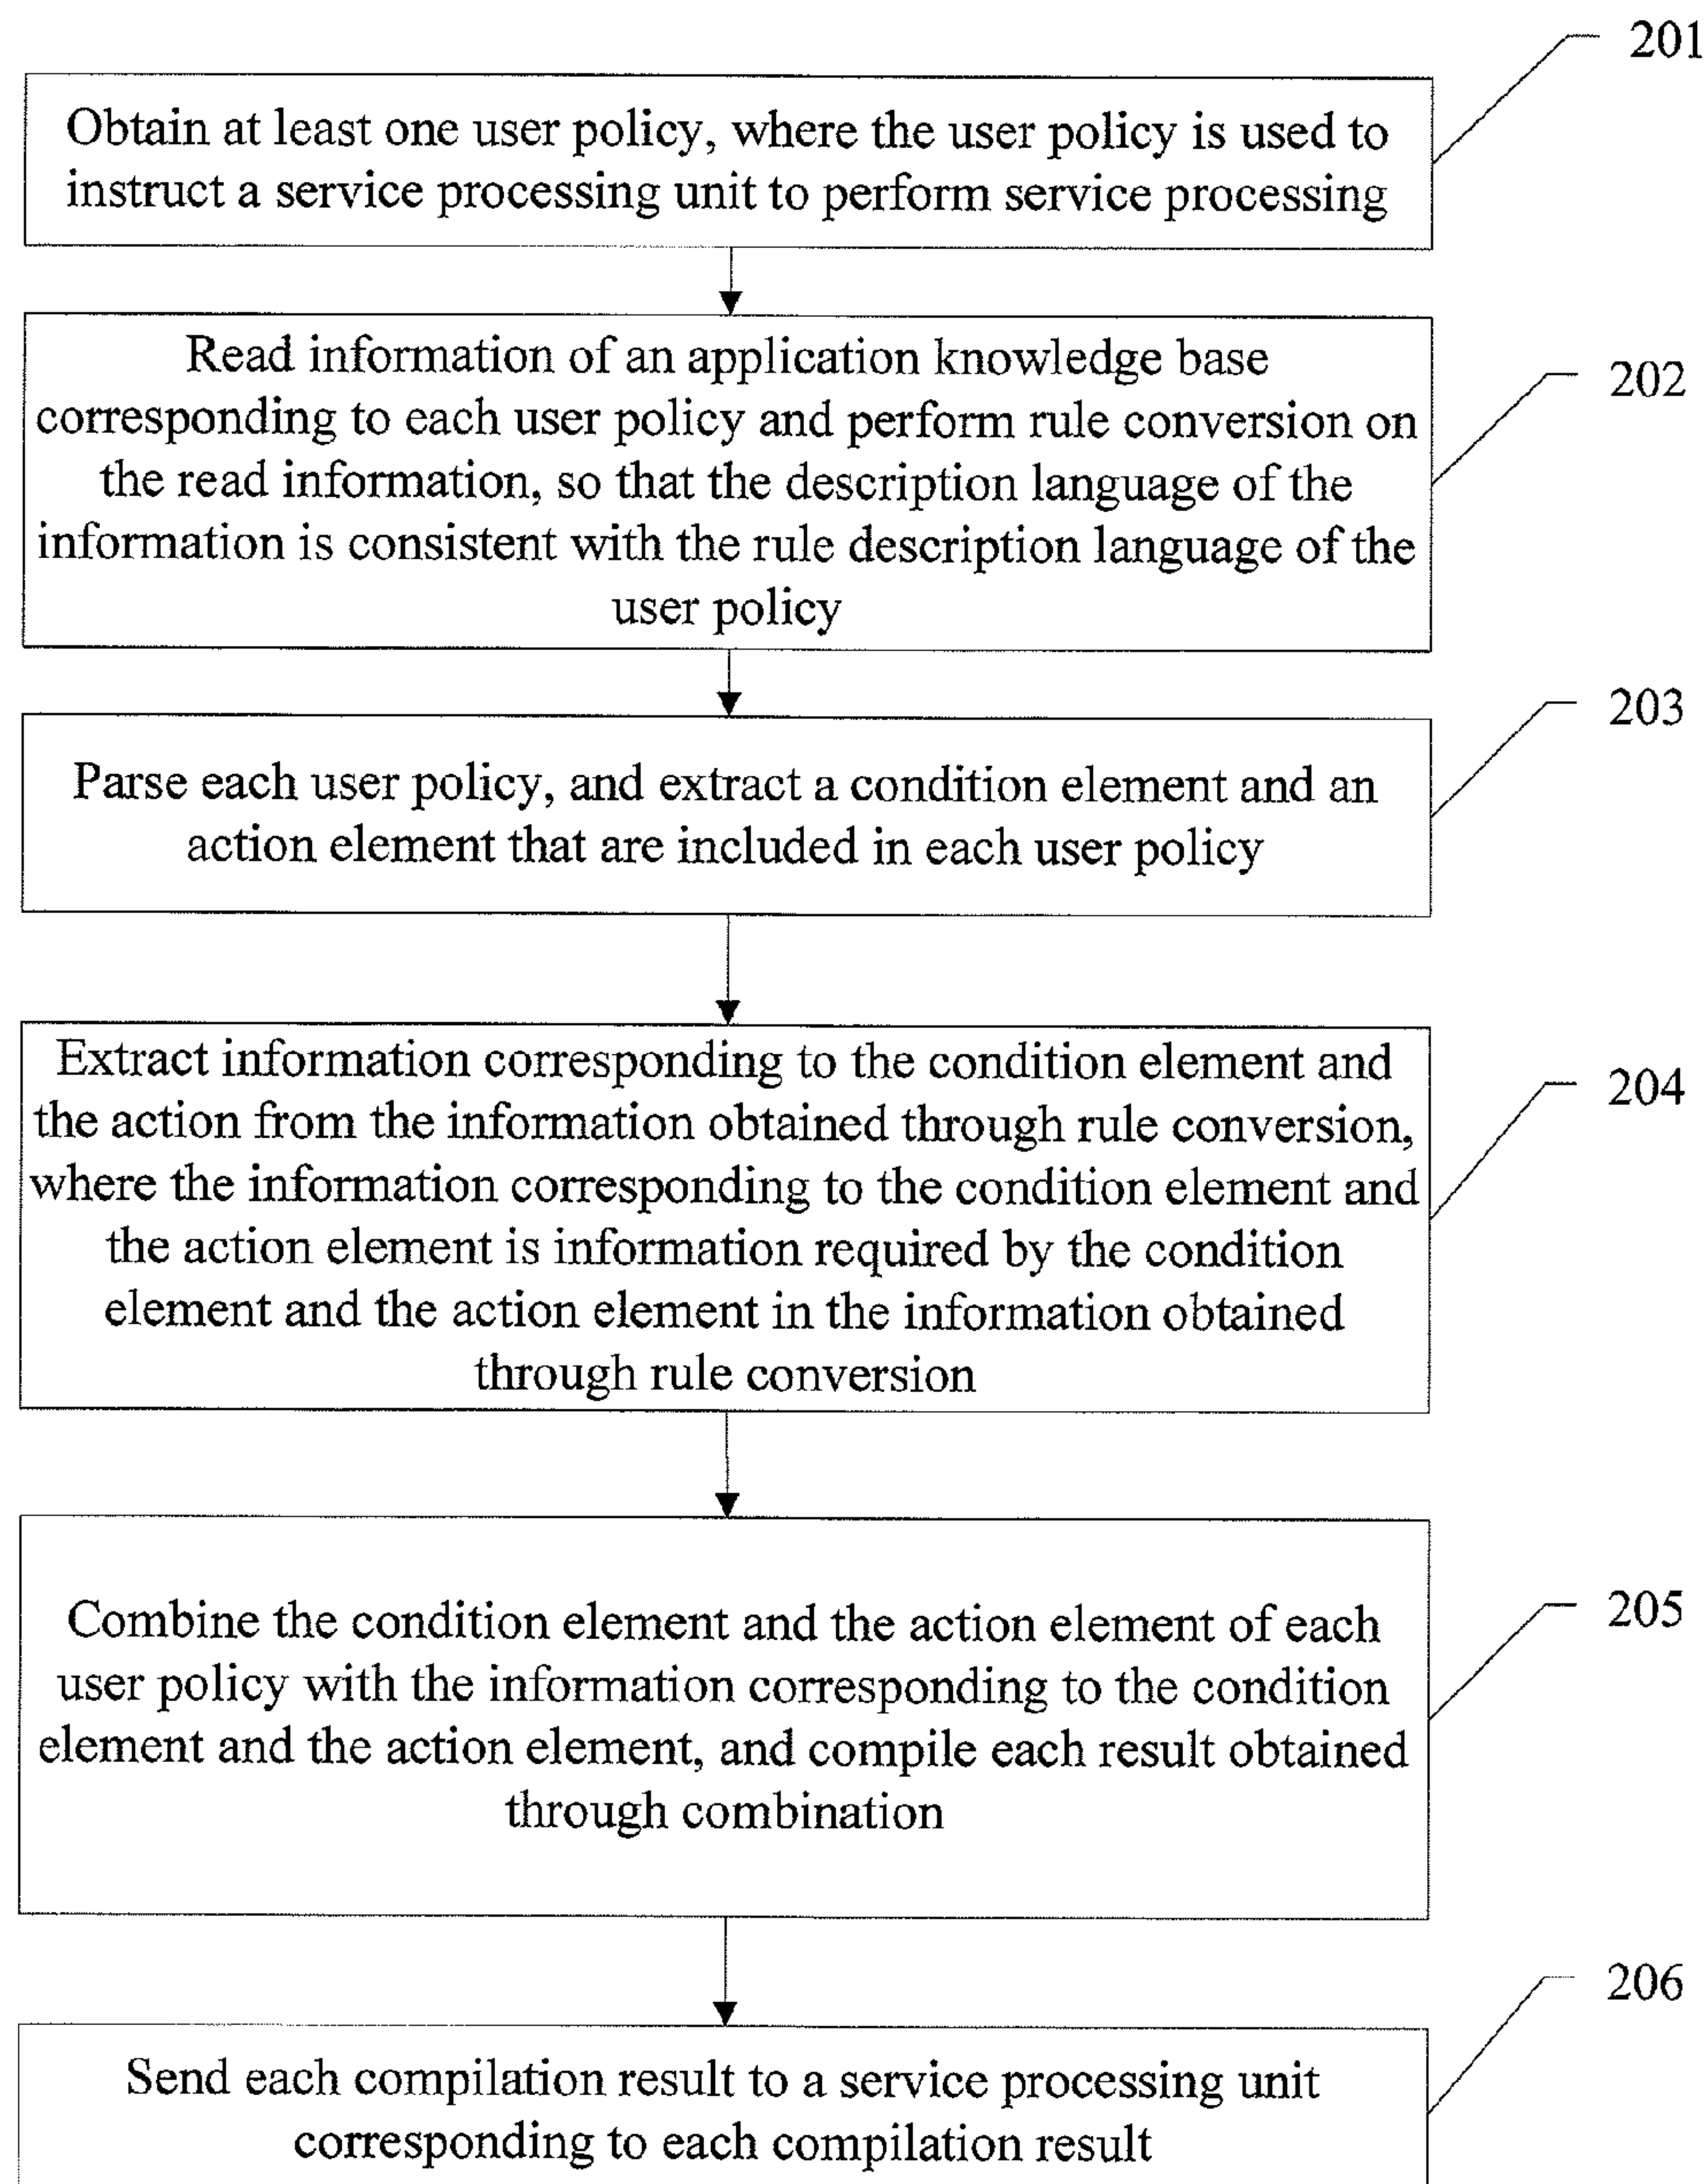 201
Obtain at least one user policy, where the user policy is used to
instruct a service processing unit to perform service processing
Read information of an application knowledge base
corresponding to each user policy and perform rule conversion on
the read information, so that the description language of the
information is consistent with the rule description language of the
user policy
202
203
Parse each user policy, and extract a condition element and an
action element that are included in each user policy
Extract information corresponding to the condition element and
the action from the information obtained through rule conversion,
where the information corresponding to the condition element and
the action element is information required by the condition
element and the action element in the information obtained
through rule conversion
204
Combine the condition element and the action element of each
user policy with the information corresponding to the condition
element and the action element, and compile each result obtained
through combination
205
206
Send each compilation result to a service processing unit
corresponding to each compilation result